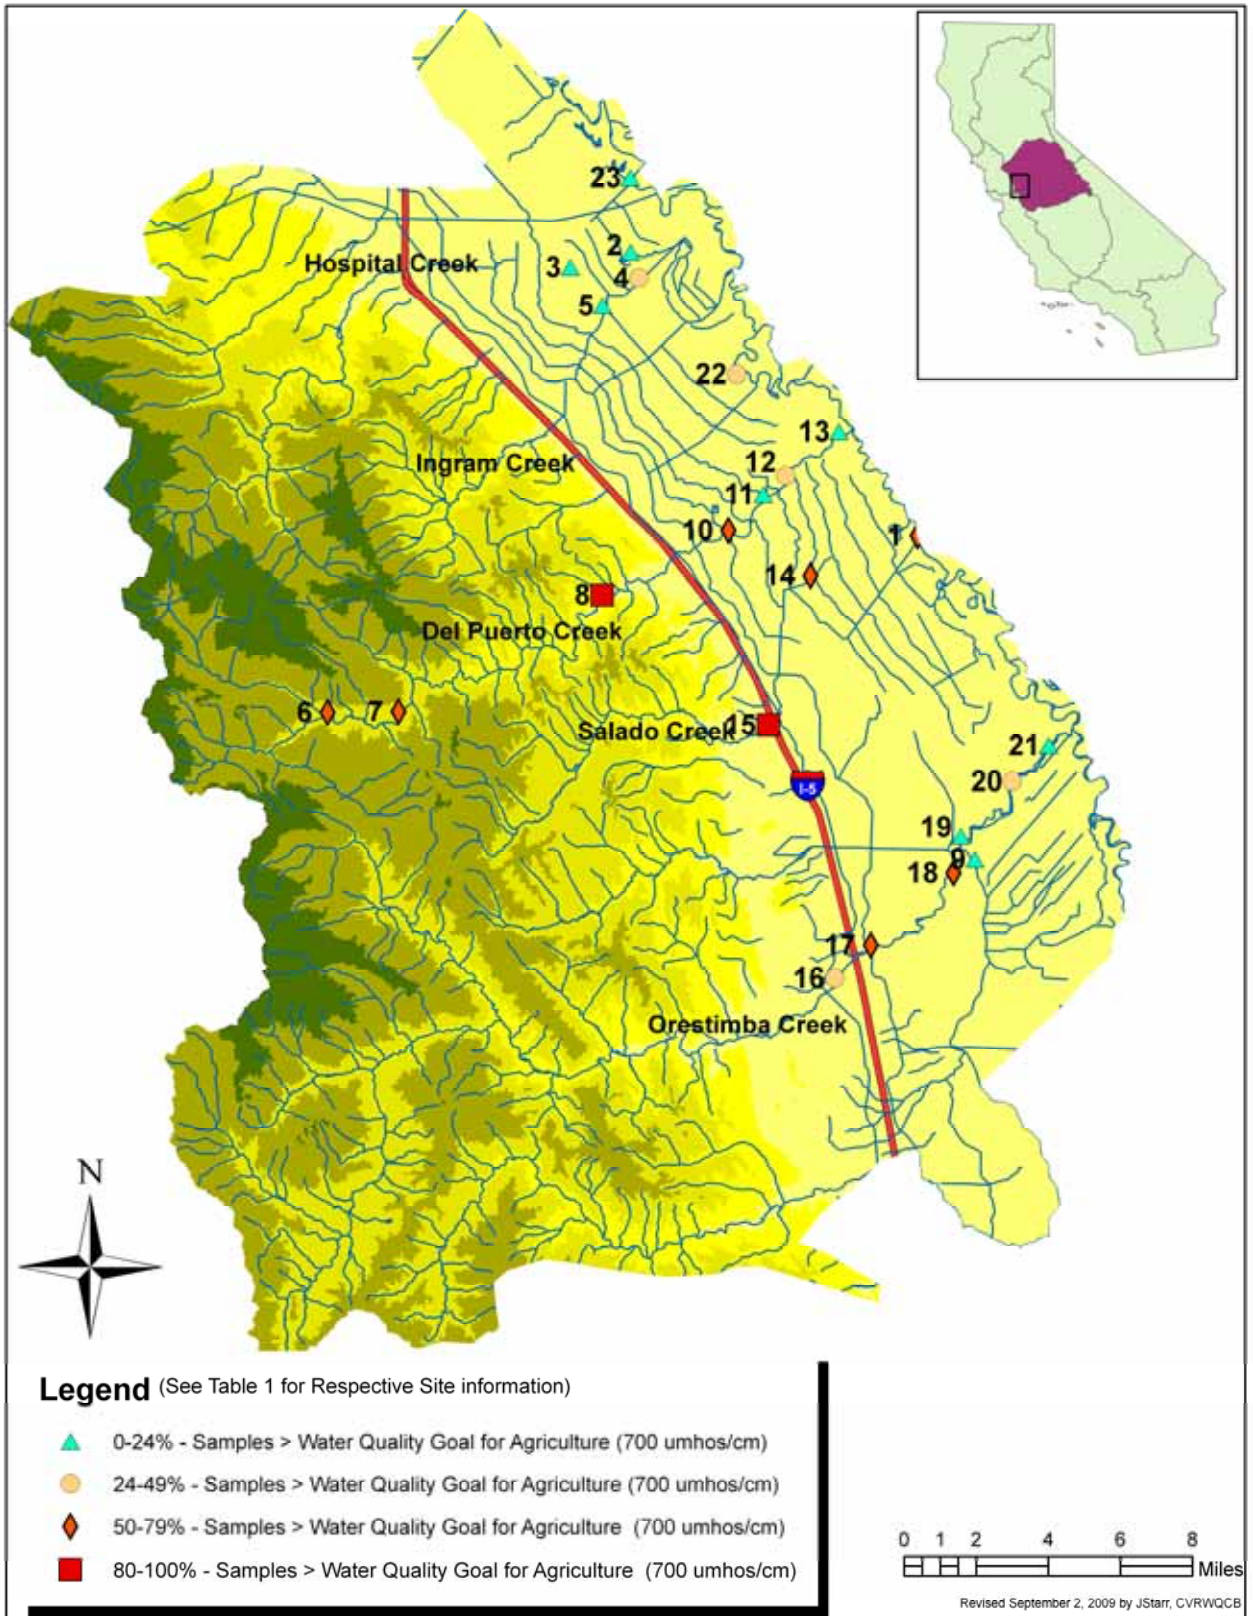 23
2
Hospital Creek
3
4
5
22
13
12
Ingram Creek
11
10
1
14
8
Del Puerto Creek
6
7
Salado Creek
15
21
I-5
20
19
9
18
17
16
Orestimba Creek
N
Legend (See Table 1 for Respective Site information)
0-24% - Samples > Water Quality Goal for Agriculture (700 umhos/cm)
24-49% - Samples > Water Quality Goal for Agriculture (700 umhos/cm)
50-79% - Samples > Water Quality Goal for Agriculture (700 umhos/cm)
80-100% - Samples > Water Quality Goal for Agriculture (700 umhos/cm)
0 1 2 4 6 8
Miles
Revised September 2, 2009 by JStarr, CVRWQCB